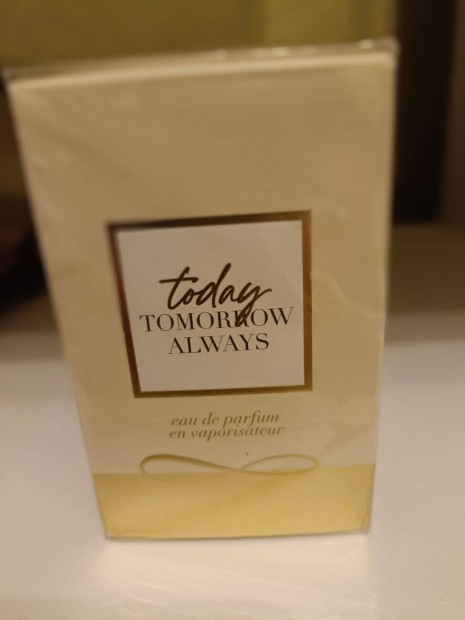 today
TOMORROW
ALWAYS
eau de parfum
en vaporisateur